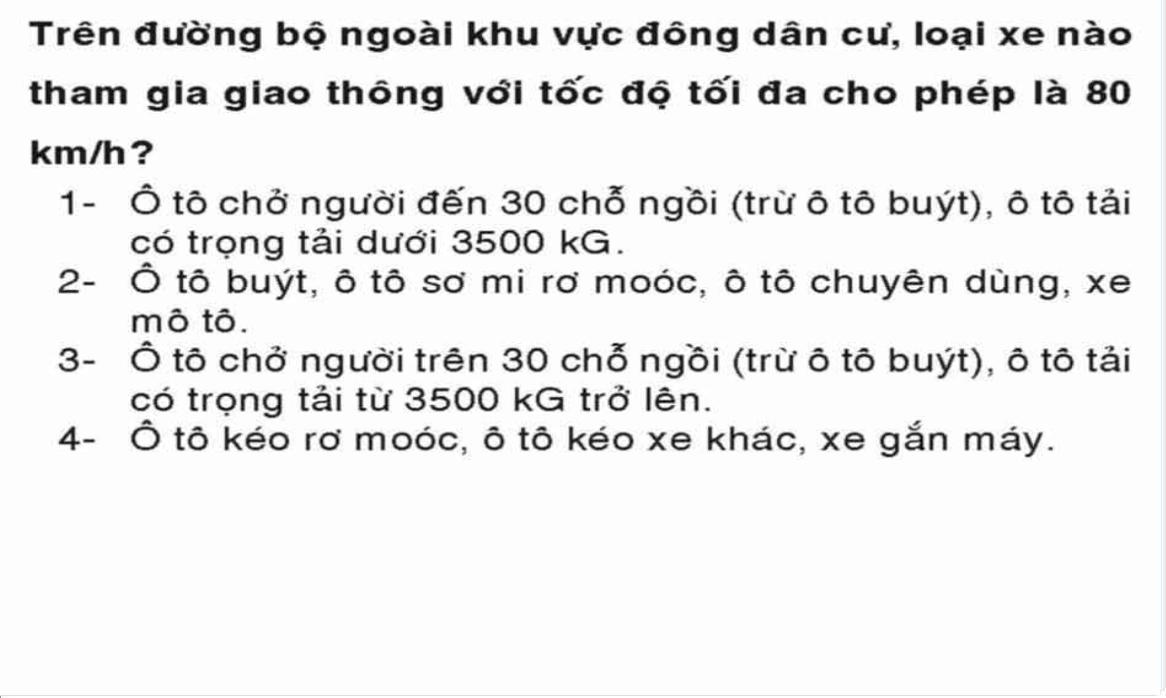 Trên đường bộ ngoài khu vực đông dân cư, loại xe nào
tham gia giao thông với tốc độ tối đa cho phép là 80
km/h?
1- Ô tô chở người đến 30 chỗ ngồi (trừ ô tô buýt), ô tô tải
có trọng tải dưới 3500 kG.
2- Ô tô buýt, ô tô sơ mi rơ moóc, ô tô chuyên dùng, xe
mô tô.
3- Ô tô chở người trên 30 chỗ ngồi (trừ ô tô buýt), ô tô tải
có trọng tải từ 3500 kG trở lên.
4- Ô tô kéo rơ moóc, ô tô kéo xe khác, xe gắn máy.